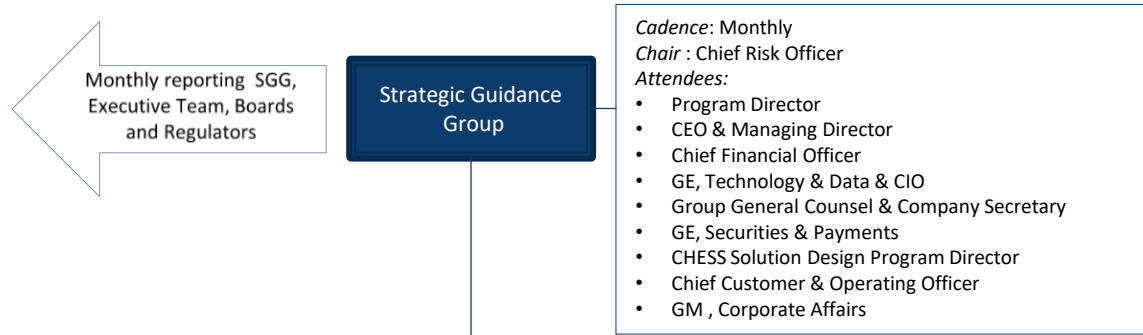 Monthly reporting SGG,
Executive Team, Boards
and Regulators
Strategic Guidance
Group
Cadence: Monthly
Chair : Chief Risk Officer
Attendees:
• Program Director
• CEO & Managing Director
• Chief Financial Officer
• GE, Technology & Data & CIO
• Group General Counsel & Company Secretary
• GE, Securities & Payments
• CHESS Solution Design Program Director
• Chief Customer & Operating Officer
• GM , Corporate Affairs